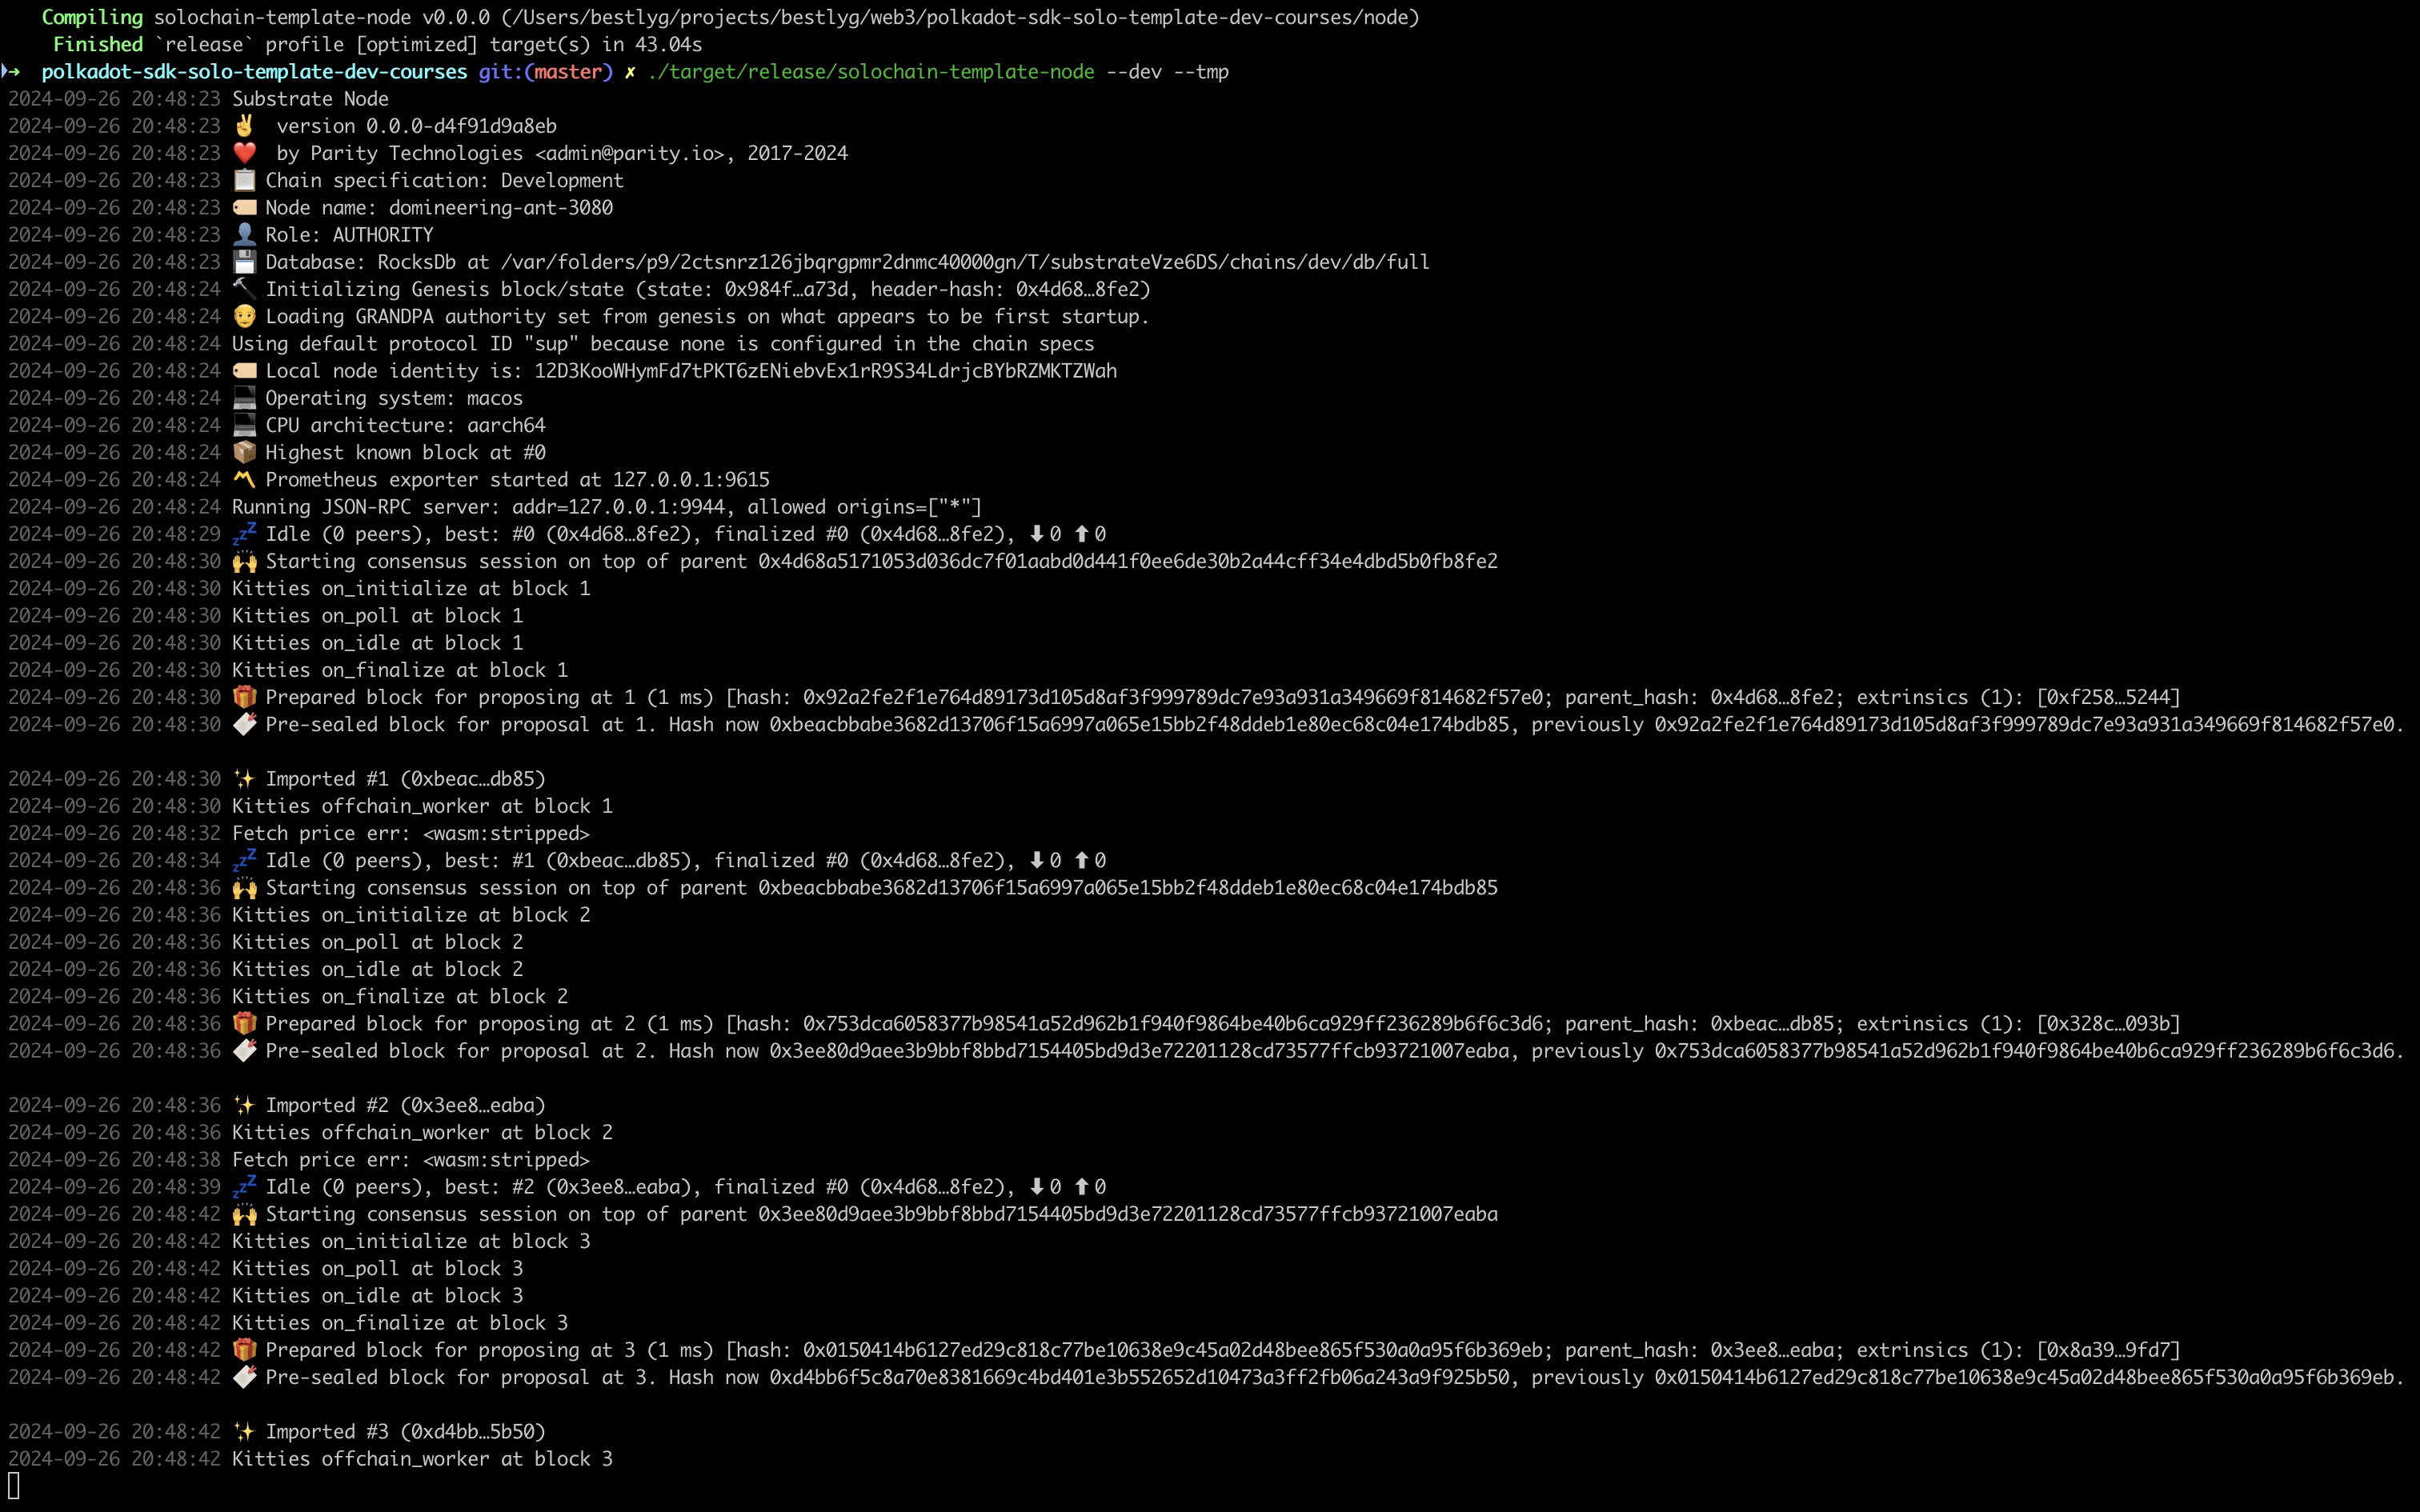 Compiling solochain-template-node v0.0.0 (/Users/bestlyg/projects/bestlyg/web3/polkadot-sdk-solo-template-dev-courses/node)
Finished `release` profile [optimized] target(s) in 43.04s
➜ polkadot-sdk-solo-template-dev-courses git:(master) ✗ ./target/release/solochain-template-node --dev --tmp
2024-09-26 20:48:23 Substrate Node
2024-09-26 20:48:23 ✌️ version 0.0.0-d4f91d9a8eb
2024-09-26 20:48:23 ❤️ by Parity Technologies <admin@parity.io>, 2017-2024
2024-09-26 20:48:23 📋 Chain specification: Development
2024-09-26 20:48:23 🏷 Node name: domineering-ant-3080
2024-09-26 20:48:23 👤 Role: AUTHORITY
2024-09-26 20:48:23 💾 Database: RocksDb at /var/folders/p9/2ctsnrz126jbqrgpmr2dnmc40000gn/T/substrateVze6DS/chains/dev/db/full
2024-09-26 20:48:24 🔨 Initializing Genesis block/state (state: 0x984f…a73d, header-hash: 0x4d68…8fe2)
2024-09-26 20:48:24 👴 Loading GRANDPA authority set from genesis on what appears to be first startup.
2024-09-26 20:48:24 Using default protocol ID "sup" because none is configured in the chain specs
2024-09-26 20:48:24 🏷 Local node identity is: 12D3KooWHymFd7tPKT6zENiebvEx1rR9S34LdrjcBYbRZMKTZWah
2024-09-26 20:48:24 💻 Operating system: macos
2024-09-26 20:48:24 💻 CPU architecture: aarch64
2024-09-26 20:48:24 📦 Highest known block at #0
2024-09-26 20:48:24 〽️ Prometheus exporter started at 127.0.0.1:9615
2024-09-26 20:48:24 Running JSON-RPC server: addr=127.0.0.1:9944, allowed origins=["*"]
2024-09-26 20:48:29 💤 Idle (0 peers), best: #0 (0x4d68…8fe2), finalized #0 (0x4d68…8fe2), ⬇ 0 ⬆ 0
2024-09-26 20:48:30 🙌 Starting consensus session on top of parent 0x4d68a5171053d036dc7f01aabd0d441f0ee6de30b2a44cff34e4dbd5b0fb8fe2
2024-09-26 20:48:30 Kitties on_initialize at block 1
2024-09-26 20:48:30 Kitties on_poll at block 1
2024-09-26 20:48:30 Kitties on_idle at block 1
2024-09-26 20:48:30 Kitties on_finalize at block 1
2024-09-26 20:48:30 🎁 Prepared block for proposing at 1 (1 ms) [hash: 0x92a2fe2f1e764d89173d105d8af3f999789dc7e93a931a349669f814682f57e0; parent_hash: 0x4d68…8fe2; extrinsics (1): [0xf258…5244]
2024-09-26 20:48:30 🔖 Pre-sealed block for proposal at 1. Hash now 0xbeacbbabe3682d13706f15a6997a065e15bb2f48ddeb1e80ec68c04e174bdb85, previously 0x92a2fe2f1e764d89173d105d8af3f999789dc7e93a931a349669f814682f57e0.
2024-09-26 20:48:30 ✨ Imported #1 (0xbeac…db85)
2024-09-26 20:48:30 Kitties offchain_worker at block 1
2024-09-26 20:48:32 Fetch price err: <wasm:stripped>
2024-09-26 20:48:34 💤 Idle (0 peers), best: #1 (0xbeac…db85), finalized #0 (0x4d68…8fe2), ⬇ 0 ⬆ 0
2024-09-26 20:48:36 🙌 Starting consensus session on top of parent 0xbeacbbabe3682d13706f15a6997a065e15bb2f48ddeb1e80ec68c04e174bdb85
2024-09-26 20:48:36 Kitties on_initialize at block 2
2024-09-26 20:48:36 Kitties on_poll at block 2
2024-09-26 20:48:36 Kitties on_idle at block 2
2024-09-26 20:48:36 Kitties on_finalize at block 2
2024-09-26 20:48:36 🎁 Prepared block for proposing at 2 (1 ms) [hash: 0x753dca6058377b98541a52d962b1f940f9864be40b6ca929ff236289b6f6c3d6; parent_hash: 0xbeac…db85; extrinsics (1): [0x328c…093b]
2024-09-26 20:48:36 🔖 Pre-sealed block for proposal at 2. Hash now 0x3ee80d9aee3b9bbf8bbd7154405bd9d3e72201128cd73577ffcb93721007eaba, previously 0x753dca6058377b98541a52d962b1f940f9864be40b6ca929ff236289b6f6c3d6.
2024-09-26 20:48:36 ✨ Imported #2 (0x3ee8…eaba)
2024-09-26 20:48:36 Kitties offchain_worker at block 2
2024-09-26 20:48:38 Fetch price err: <wasm:stripped>
2024-09-26 20:48:39 💤 Idle (0 peers), best: #2 (0x3ee8…eaba), finalized #0 (0x4d68…8fe2), ⬇ 0 ⬆ 0
2024-09-26 20:48:42 🙌 Starting consensus session on top of parent 0x3ee80d9aee3b9bbf8bbd7154405bd9d3e72201128cd73577ffcb93721007eaba
2024-09-26 20:48:42 Kitties on_initialize at block 3
2024-09-26 20:48:42 Kitties on_poll at block 3
2024-09-26 20:48:42 Kitties on_idle at block 3
2024-09-26 20:48:42 Kitties on_finalize at block 3
2024-09-26 20:48:42 🎁 Prepared block for proposing at 3 (1 ms) [hash: 0x0150414b6127ed29c818c77be10638e9c45a02d48bee865f530a0a95f6b369eb; parent_hash: 0x3ee8…eaba; extrinsics (1): [0x8a39…9fd7]
2024-09-26 20:48:42 🔖 Pre-sealed block for proposal at 3. Hash now 0xd4bb6f5c8a70e8381669c4bd401e3b552652d10473a3ff2fb06a243a9f925b50, previously 0x0150414b6127ed29c818c77be10638e9c45a02d48bee865f530a0a95f6b369eb.
2024-09-26 20:48:42 ✨ Imported #3 (0xd4bb…5b50)
2024-09-26 20:48:42 Kitties offchain_worker at block 3